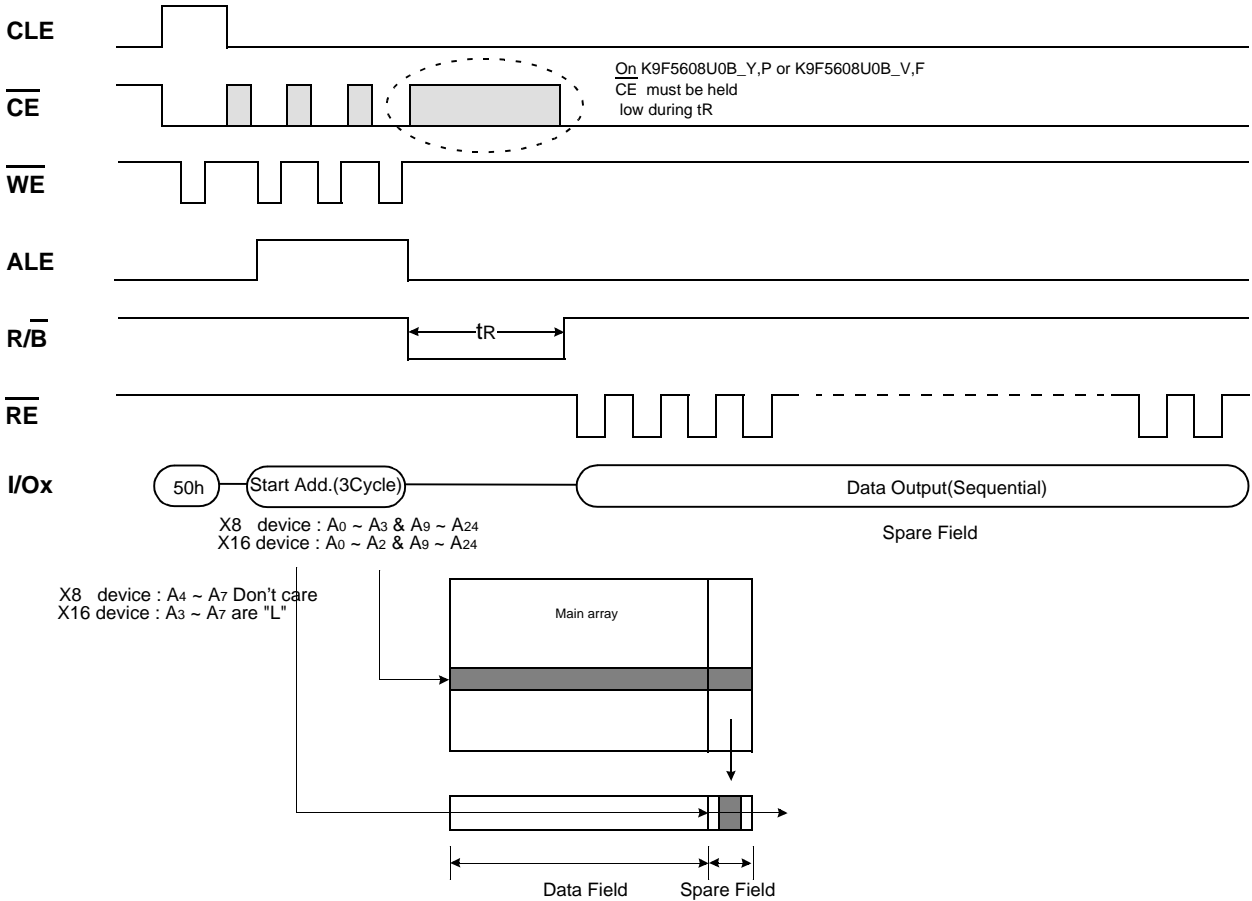 CLE
On K9F5608U0B_Y,P or K9F5608U0B_V,F
CE must be held
low during tR
CE
WE
ALE
R/B
tR
RE
I/Ox
50h
Start Add.(3Cycle)
Data Output(Sequential)
X8 device : A0 ~ A3 & A9 ~ A24
X16 device : A0 ~ A2 & A9 ~ A24
Spare Field
X8 device : A4 ~ A7 Don't care
X16 device : A3 ~ A7 are "L"
Main array
Data Field
Spare Field